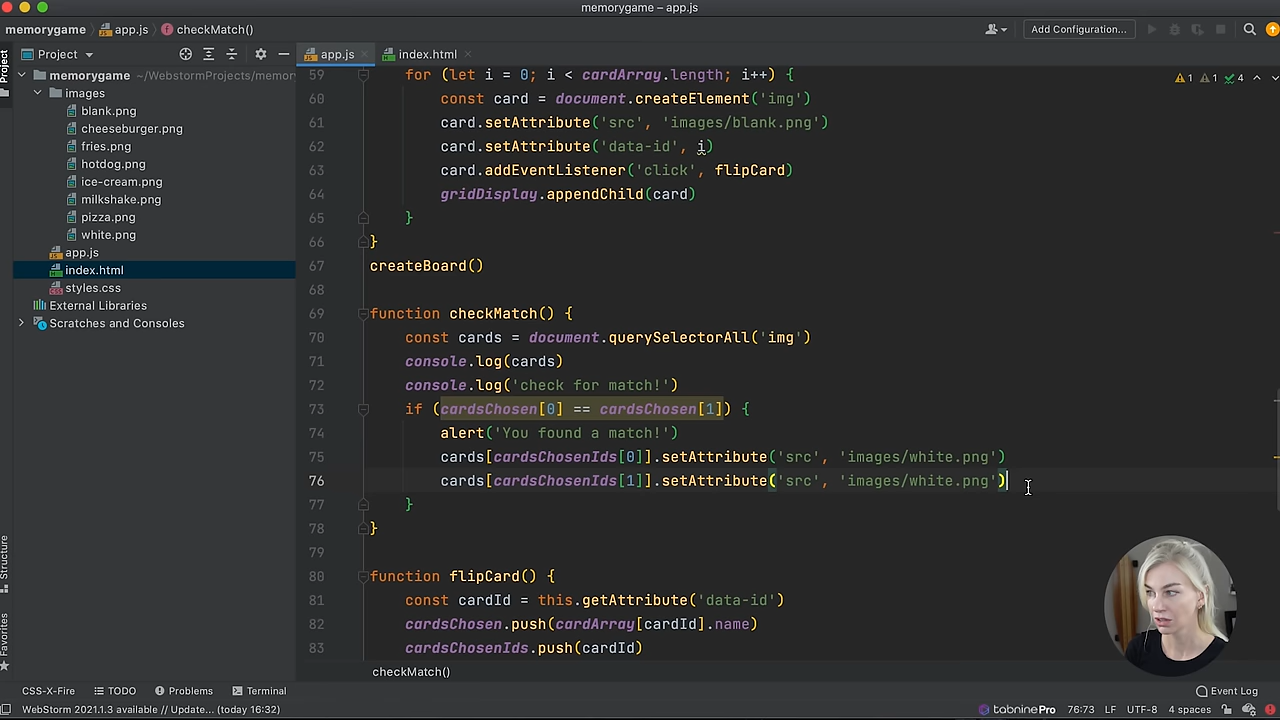 memorygame – app.js
memorygame
app.js
checkMatch()
Add Configuration...
Project
Project
app.js
index.html
memorygame ~/WebstormProjects/memor
images
blank.png
cheeseburger.png
fries.png
hotdog.png
ice-cream.png
milkshake.png
pizza.png
white.png
app.js
index.html
styles.css
External Libraries
Scratches and Consoles
1 1 4
59 for (let i = 0; i < cardArray.length; i++) {
60 const card = document.createElement('img')
61 card.setAttribute('src', 'images/blank.png')
62 card.setAttribute('data-id', i)
63 card.addEventListener('click', flipCard)
64 gridDisplay.appendChild(card)
65 }
66 }
67 createBoard()
68
69 function checkMatch() {
70 const cards = document.querySelectorAll('img')
71 console.log(cards)
72 console.log('check for match!')
73 if (cardsChosen[0] == cardsChosen[1]) {
74 alert('You found a match!')
75 cards[cardsChosenIds[0]].setAttribute('src', 'images/white.png')
76 cards[cardsChosenIds[1]].setAttribute('src', 'images/white.png')
77 }
78 }
79
80 function flipCard() {
81 const cardId = this.getAttribute('data-id')
82 cardsChosen.push(cardArray[cardId].name)
83 cardsChosenIds.push(cardId)
checkMatch()
Structure
Favorites
CSS-X-Fire
TODO
Problems
Terminal
Event Log
WebStorm 2021.1.3 available // Update... (today 16:32)
tabninePro
76:73
LF
UTF-8
4 spaces